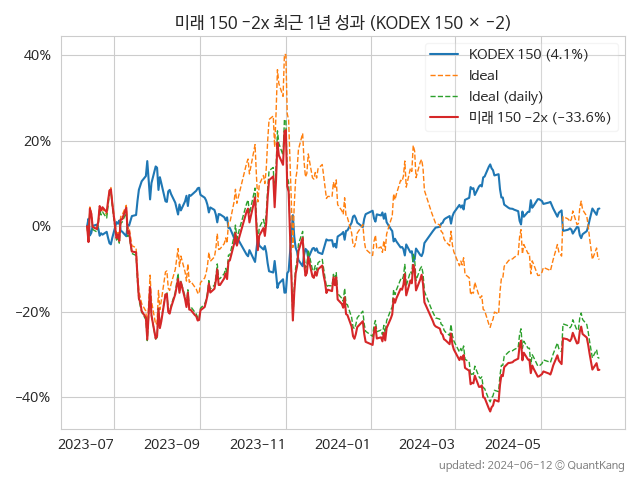 미래 150 -2x 최근 1년 성과 (KODEX 150 × -2)
KODEX 150 (4.1%)
Ideal
Ideal (daily)
미래 150 -2x (-33.6%)
40%
20%
0%
-20%
-40%
2023-07 2023-09 2023-11 2024-01 2024-03 2024-05
updated: 2024-06-12 © QuantKang